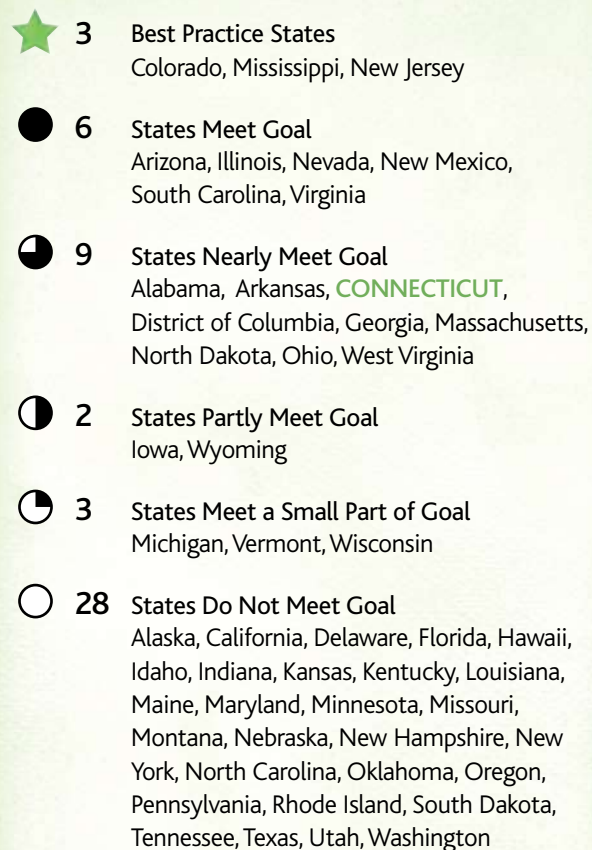 3 Best Practice States
Colorado, Mississippi, New Jersey
6 States Meet Goal
Arizona, Illinois, Nevada, New Mexico,
South Carolina, Virginia
9 States Nearly Meet Goal
Alabama, Arkansas, CONNECTICUT,
District of Columbia, Georgia, Massachusetts,
North Dakota, Ohio, West Virginia
2 States Partly Meet Goal
Iowa, Wyoming
3 States Meet a Small Part of Goal
Michigan, Vermont, Wisconsin
28 States Do Not Meet Goal
Alaska, California, Delaware, Florida, Hawaii,
Idaho, Indiana, Kansas, Kentucky, Louisiana,
Maine, Maryland, Minnesota, Missouri,
Montana, Nebraska, New Hampshire, New
York, North Carolina, Oklahoma, Oregon,
Pennsylvania, Rhode Island, South Dakota,
Tennessee, Texas, Utah, Washington